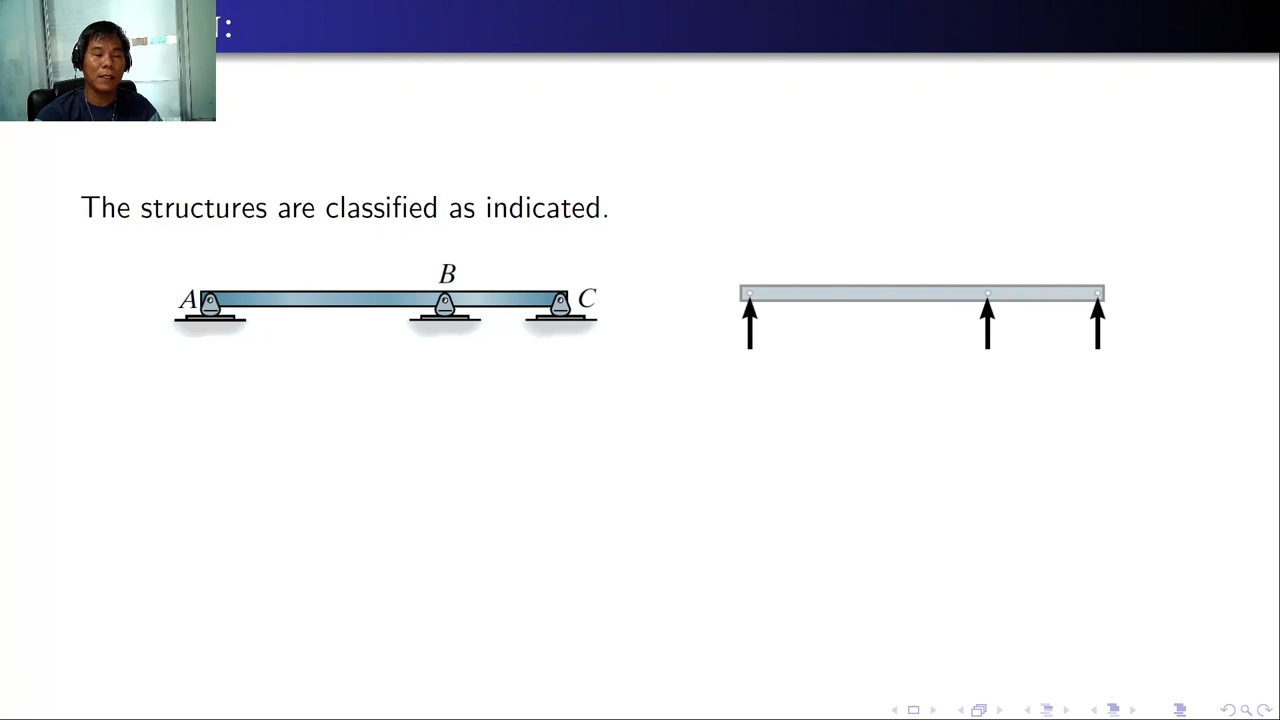 The structures are classified as indicated.
B
A
C